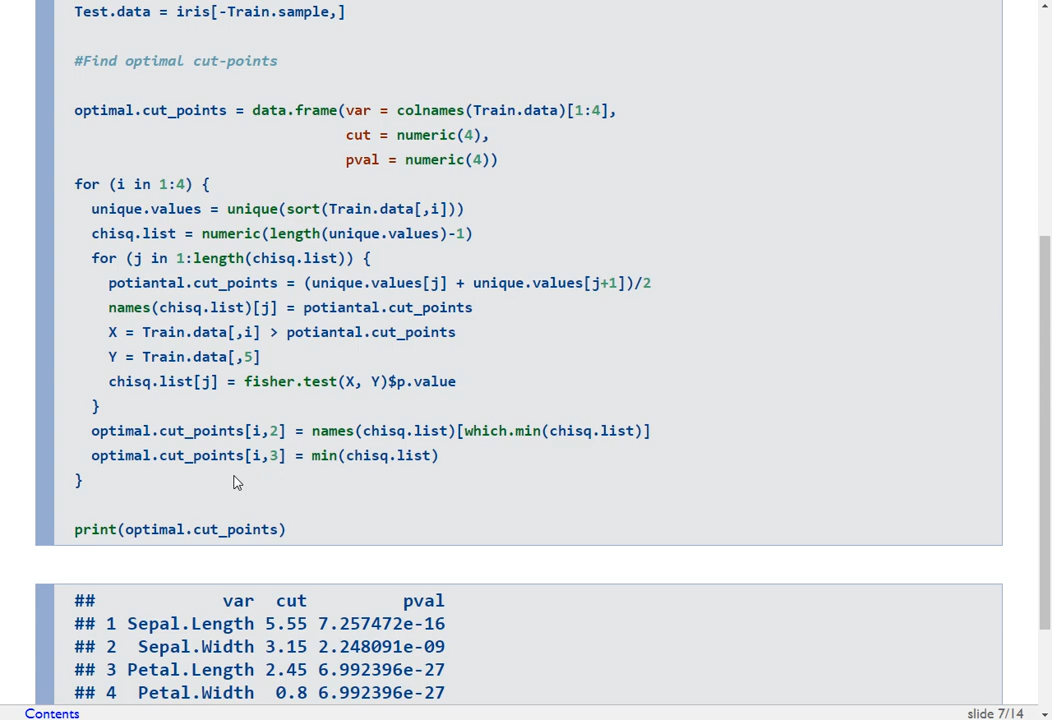 Test.data = iris[-Train.sample,]
#Find optimal cut-points
optimal.cut_points = data.frame(var = colnames(Train.data)[1:4],
cut = numeric(4),
pval = numeric(4))
for (i in 1:4) {
unique.values = unique(sort(Train.data[,i]))
chisq.list = numeric(length(unique.values)-1)
for (j in 1:length(chisq.list)) {
potiantal.cut_points = (unique.values[j] + unique.values[j+1])/2
names(chisq.list)[j] = potiantal.cut_points
X = Train.data[,i] > potiantal.cut_points
Y = Train.data[,5]
chisq.list[j] = fisher.test(X, Y)$p.value
}
optimal.cut_points[i,2] = names(chisq.list)[which.min(chisq.list)]
optimal.cut_points[i,3] = min(chisq.list)
}
print(optimal.cut_points)
## var cut pval
## 1 Sepal.Length 5.55 7.257472e-16
## 2 Sepal.Width 3.15 2.248091e-09
## 3 Petal.Length 2.45 6.992396e-27
## 4 Petal.Width 0.8 6.992396e-27
Contents
slide 7/14